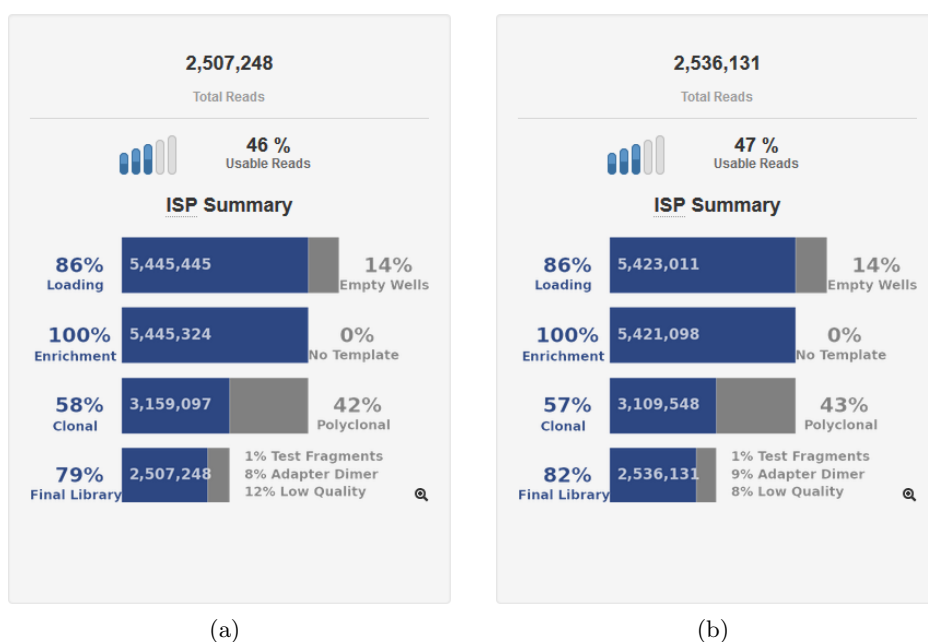 2,507,248
Total Reads
46 %
Usable Reads
ISP Summary
86%
Loading
5,445,445
14%
Empty Wells
100%
Enrichment
5,445,324
0%
No Template
58%
Clonal
3,159,097
42%
Polyclonal
79%
Final Library
2,507,248
1% Test Fragments
8% Adapter Dimer
12% Low Quality
(a)
2,536,131
Total Reads
47 %
Usable Reads
ISP Summary
86%
Loading
5,423,011
14%
Empty Wells
100%
Enrichment
5,421,098
0%
No Template
57%
Clonal
3,109,548
43%
Polyclonal
82%
Final Library
2,536,131
1% Test Fragments
9% Adapter Dimer
8% Low Quality
(b)